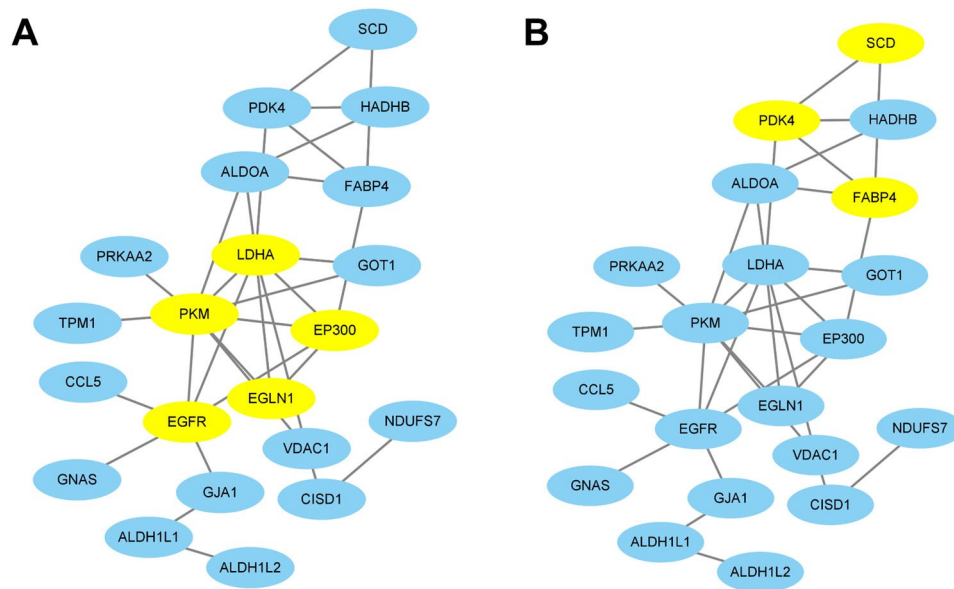 A
SCD
PDK4
HADHB
ALDOA
FABP4
PRKAA2
LDHA
GOT1
TPM1
PKM
EP300
CCL5
EGLN1
EGFR
NDUFS7
VDAC1
GNAS
GJA1
CISD1
ALDH1L1
ALDH1L2
B
SCD
PDK4
HADHB
ALDOA
FABP4
PRKAA2
LDHA
GOT1
TPM1
PKM
EP300
CCL5
EGLN1
EGFR
NDUFS7
VDAC1
GNAS
GJA1
CISD1
ALDH1L1
ALDH1L2